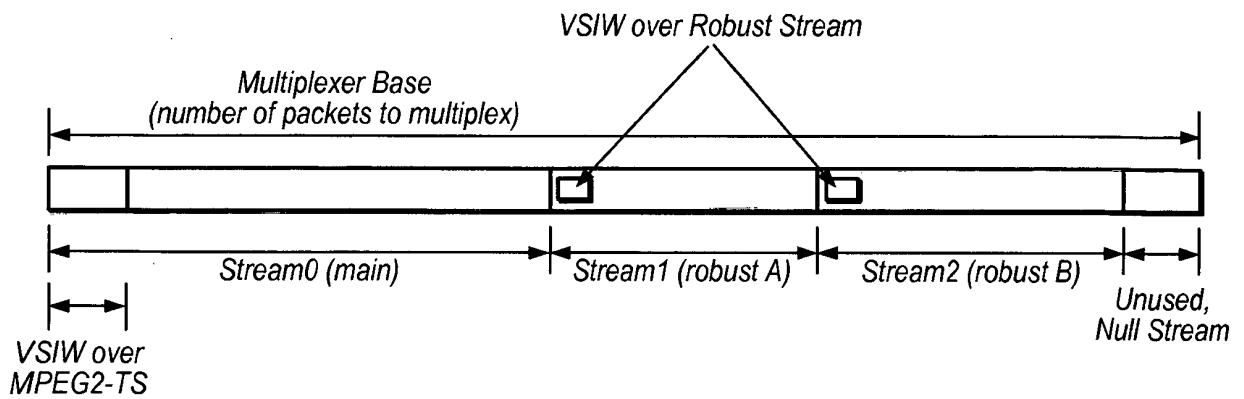 VSIW over Robust Stream
Multiplexer Base
(number of packets to multiplex)
Stream0 (main)
Stream1 (robust A)
Stream2 (robust B)
Unused,
Null Stream
VSIW over
MPEG2-TS